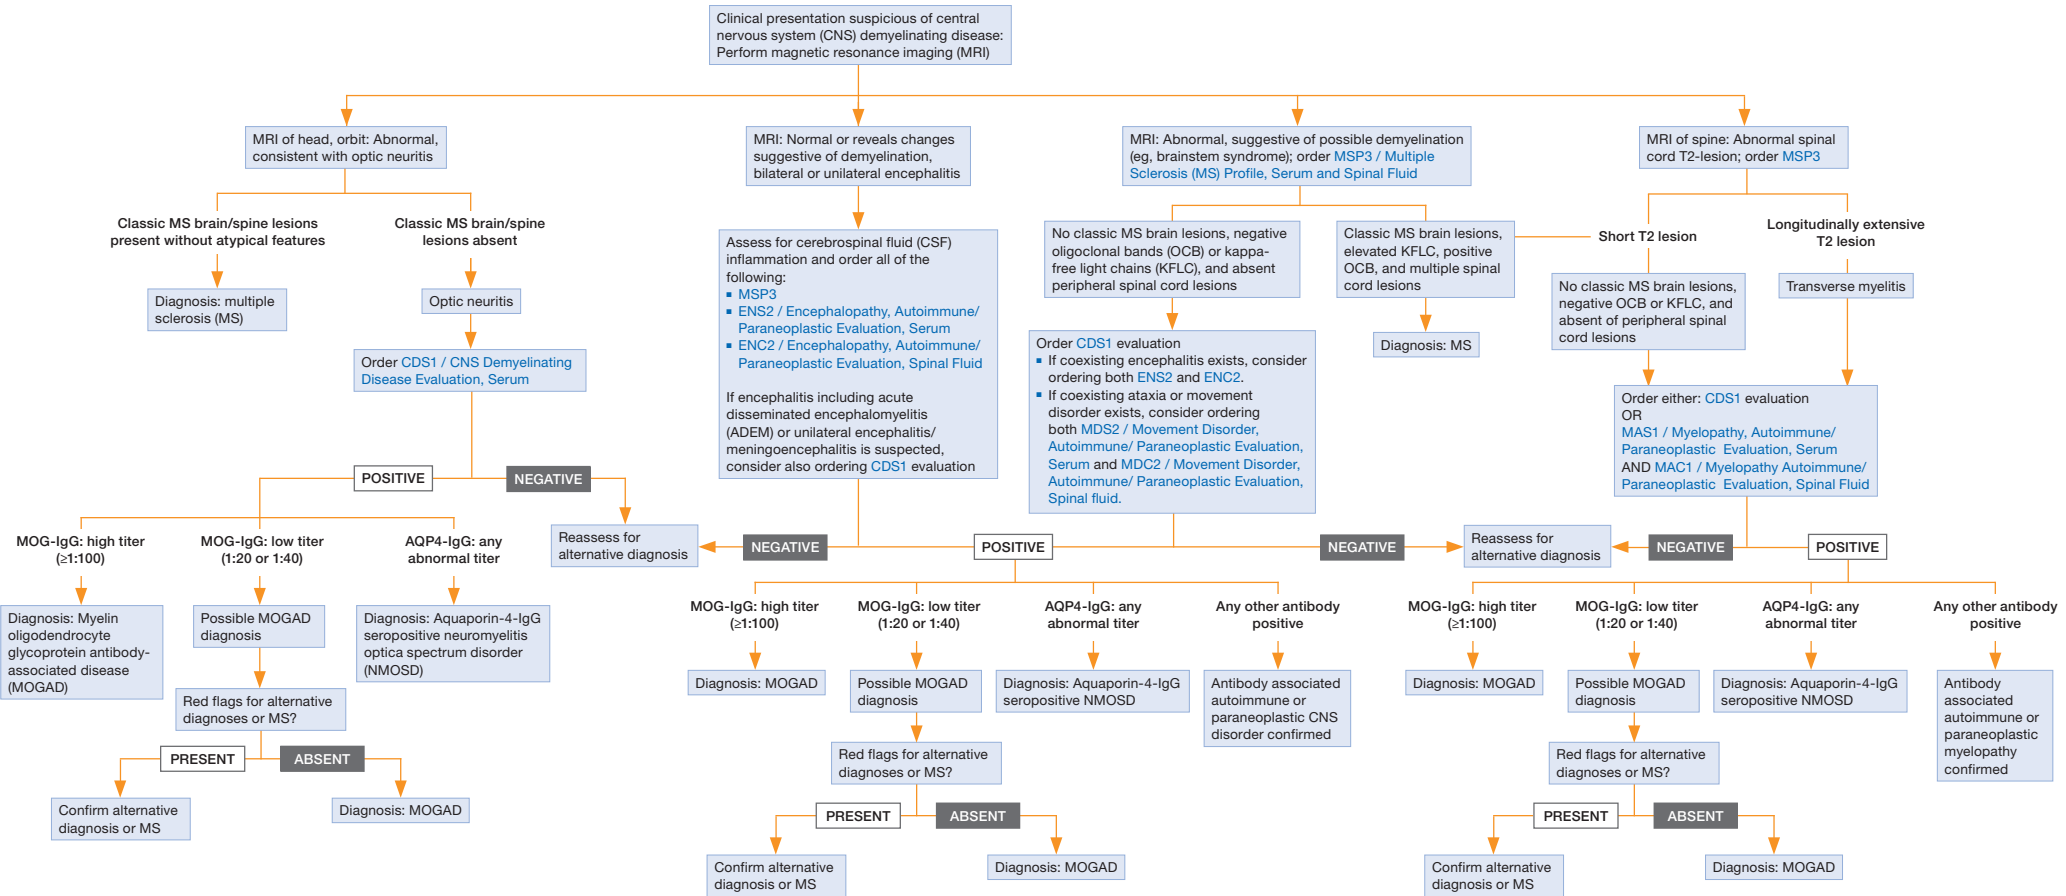 Clinical presentation suspicious of central
nervous system (CNS) demyelinating disease:
Perform magnetic resonance imaging (MRI)
MRI of head, orbit: Abnormal,
consistent with optic neuritis
Classic MS brain/spine lesions
present without atypical features
Diagnosis: multiple
sclerosis (MS)
Classic MS brain/spine
lesions absent
Optic neuritis
Order CDS1 / CNS Demyelinating
Disease Evaluation, Serum
POSITIVE
NEGATIVE
MOG-IgG: high titer
(≥1:100)
Diagnosis: Myelin
oligodendrocyte
glycoprotein antibody-
associated disease
(MOGAD)
MOG-IgG: low titer
(1:20 or 1:40)
Possible MOGAD
diagnosis
Red flags for alternative
diagnoses or MS?
PRESENT
ABSENT
Confirm alternative
diagnosis or MS
Diagnosis: MOGAD
AQP4-IgG: any
abnormal titer
Diagnosis: Aquaporin-4-IgG
seropositive neuromyelitis
optica spectrum disorder
(NMOSD)
Reassess for
alternative diagnosis
MRI: Normal or reveals changes
suggestive of demyelination,
bilateral or unilateral encephalitis
Assess for cerebrospinal fluid (CSF)
inflammation and order all of the
following:
▪ MSP3
▪ ENS2 / Encephalopathy, Autoimmune/
Paraneoplastic Evaluation, Serum
▪ ENC2 / Encephalopathy, Autoimmune/
Paraneoplastic Evaluation, Spinal Fluid
If encephalitis including acute
disseminated encephalomyelitis
(ADEM) or unilateral encephalitis/
meningoencephalitis is suspected,
consider also ordering CDS1 evaluation
MRI: Abnormal, suggestive of possible demyelination
(eg, brainstem syndrome); order MSP3 / Multiple
Sclerosis (MS) Profile, Serum and Spinal Fluid
No classic MS brain lesions, negative
oligoclonal bands (OCB) or kappa-
free light chains (KFLC), and absent
peripheral spinal cord lesions
Order CDS1 evaluation
▪ If coexisting encephalitis exists, consider
ordering both ENS2 and ENC2.
▪ If coexisting ataxia or movement
disorder exists, consider ordering
both MDS2 / Movement Disorder,
Autoimmune/ Paraneoplastic Evaluation,
Serum and MDC2 / Movement Disorder,
Autoimmune/ Paraneoplastic Evaluation,
Spinal fluid.
Classic MS brain lesions,
elevated KFLC, positive
OCB, and multiple spinal
cord lesions
Diagnosis: MS
NEGATIVE
POSITIVE
NEGATIVE
MOG-IgG: high titer
(≥1:100)
Diagnosis: MOGAD
MOG-IgG: low titer
(1:20 or 1:40)
Possible MOGAD
diagnosis
Red flags for alternative
diagnoses or MS?
PRESENT
ABSENT
Confirm alternative
diagnosis or MS
Diagnosis: MOGAD
AQP4-IgG: any
abnormal titer
Diagnosis: Aquaporin-4-IgG
seropositive NMOSD
Any other antibody
positive
Antibody associated
autoimmune or
paraneoplastic CNS
disorder confirmed
MRI of spine: Abnormal spinal
cord T2-lesion; order MSP3
Short T2 lesion
No classic MS brain lesions,
negative OCB or KFLC, and
absent of peripheral spinal
cord lesions
Longitudinally extensive
T2 lesion
Transverse myelitis
Order either: CDS1 evaluation
OR
MAS1 / Myelopathy, Autoimmune/
Paraneoplastic Evaluation, Serum
AND MAC1 / Myelopathy Autoimmune/
Paraneoplastic Evaluation, Spinal Fluid
Reassess for
alternative diagnosis
NEGATIVE
POSITIVE
MOG-IgG: high titer
(≥1:100)
Diagnosis: MOGAD
MOG-IgG: low titer
(1:20 or 1:40)
Possible MOGAD
diagnosis
Red flags for alternative
diagnoses or MS?
PRESENT
ABSENT
Confirm alternative
diagnosis or MS
Diagnosis: MOGAD
AQP4-IgG: any
abnormal titer
Diagnosis: Aquaporin-4-IgG
seropositive NMOSD
Any other antibody
positive
Antibody
associated
autoimmune or
paraneoplastic
myelopathy
confirmed